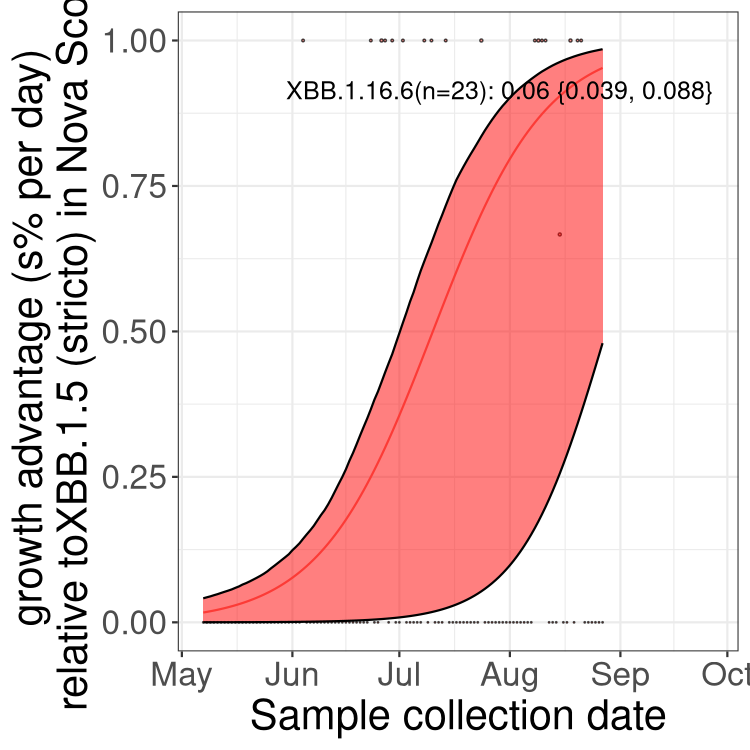 growth advantage (s% per day)
relative toXBB.1.5 (stricto) in Nova Sco
1.00
0.75
0.50
0.25
0.00
XBB.1.16.6(n=23): 0.06 {0.039, 0.088}
May Jun Jul Aug Sep Oct
Sample collection date